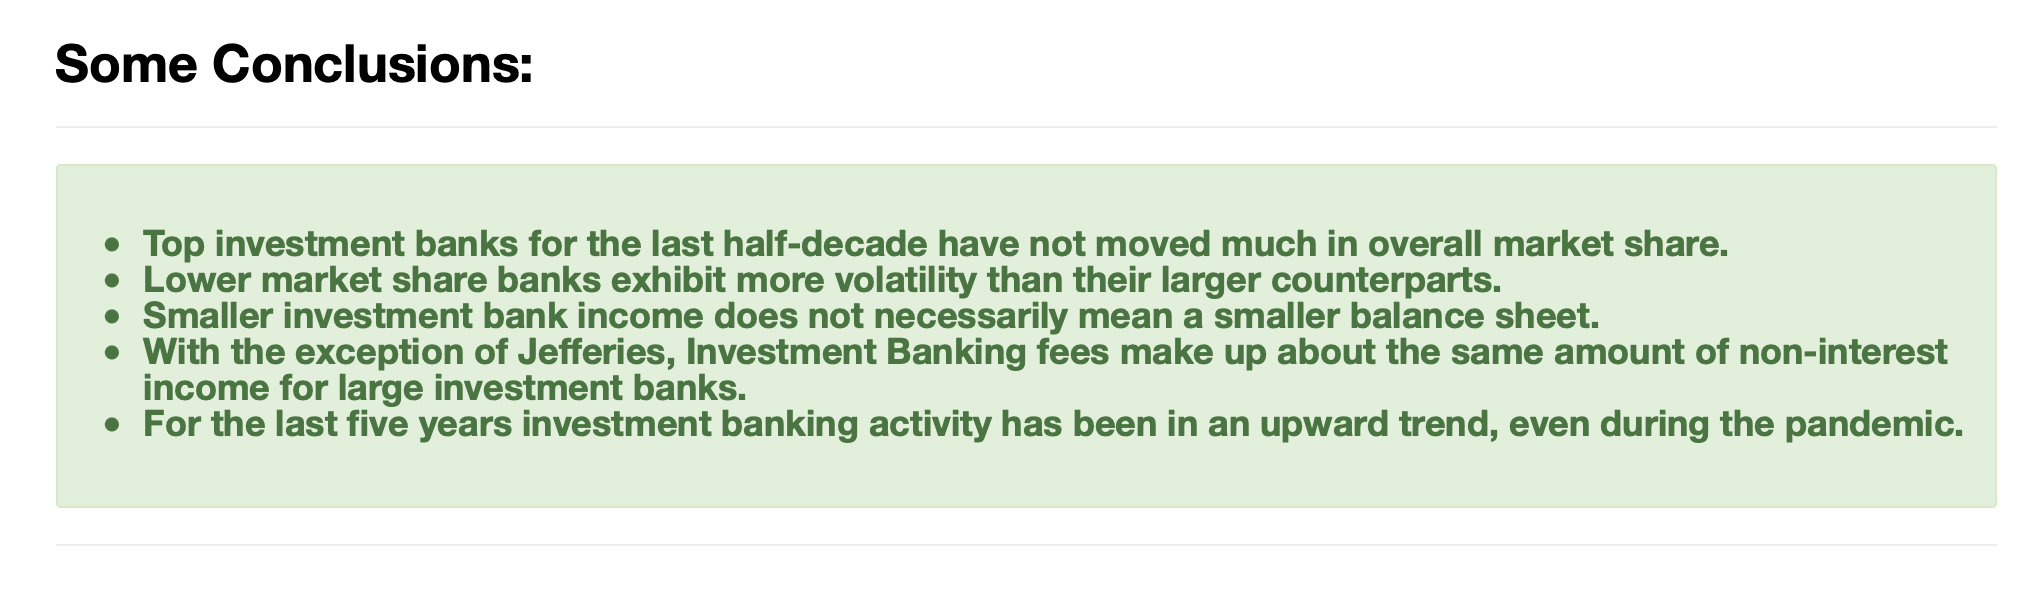 Some Conclusions:
• Top investment banks for the last half-decade have not moved much in overall market share.
• Lower market share banks exhibit more volatility than their larger counterparts.
• Smaller investment bank income does not necessarily mean a smaller balance sheet.
• With the exception of Jefferies, Investment Banking fees make up about the same amount of non-interest
income for large investment banks.
• For the last five years investment banking activity has been in an upward trend, even during the pandemic.